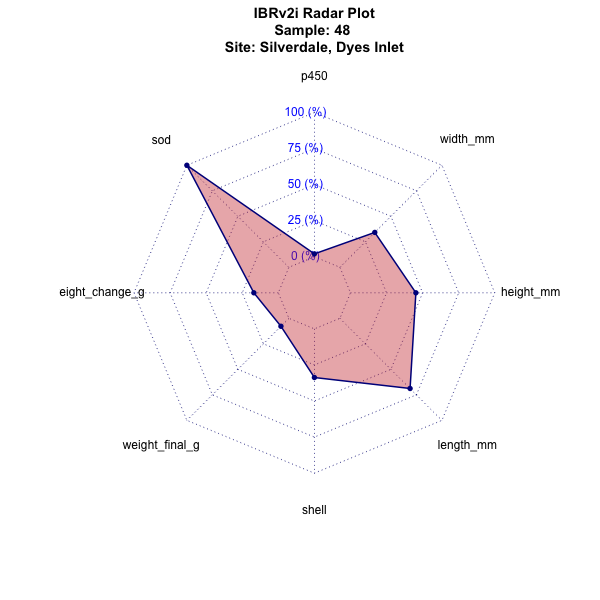 IBRv2i Radar Plot
Sample: 48
Site: Silverdale, Dyes Inlet
p450
100 (%)
sod
width_mm
75 (%)
50 (%)
25 (%)
0 (%)
eight_change_g
height_mm
weight_final_g
length_mm
shell